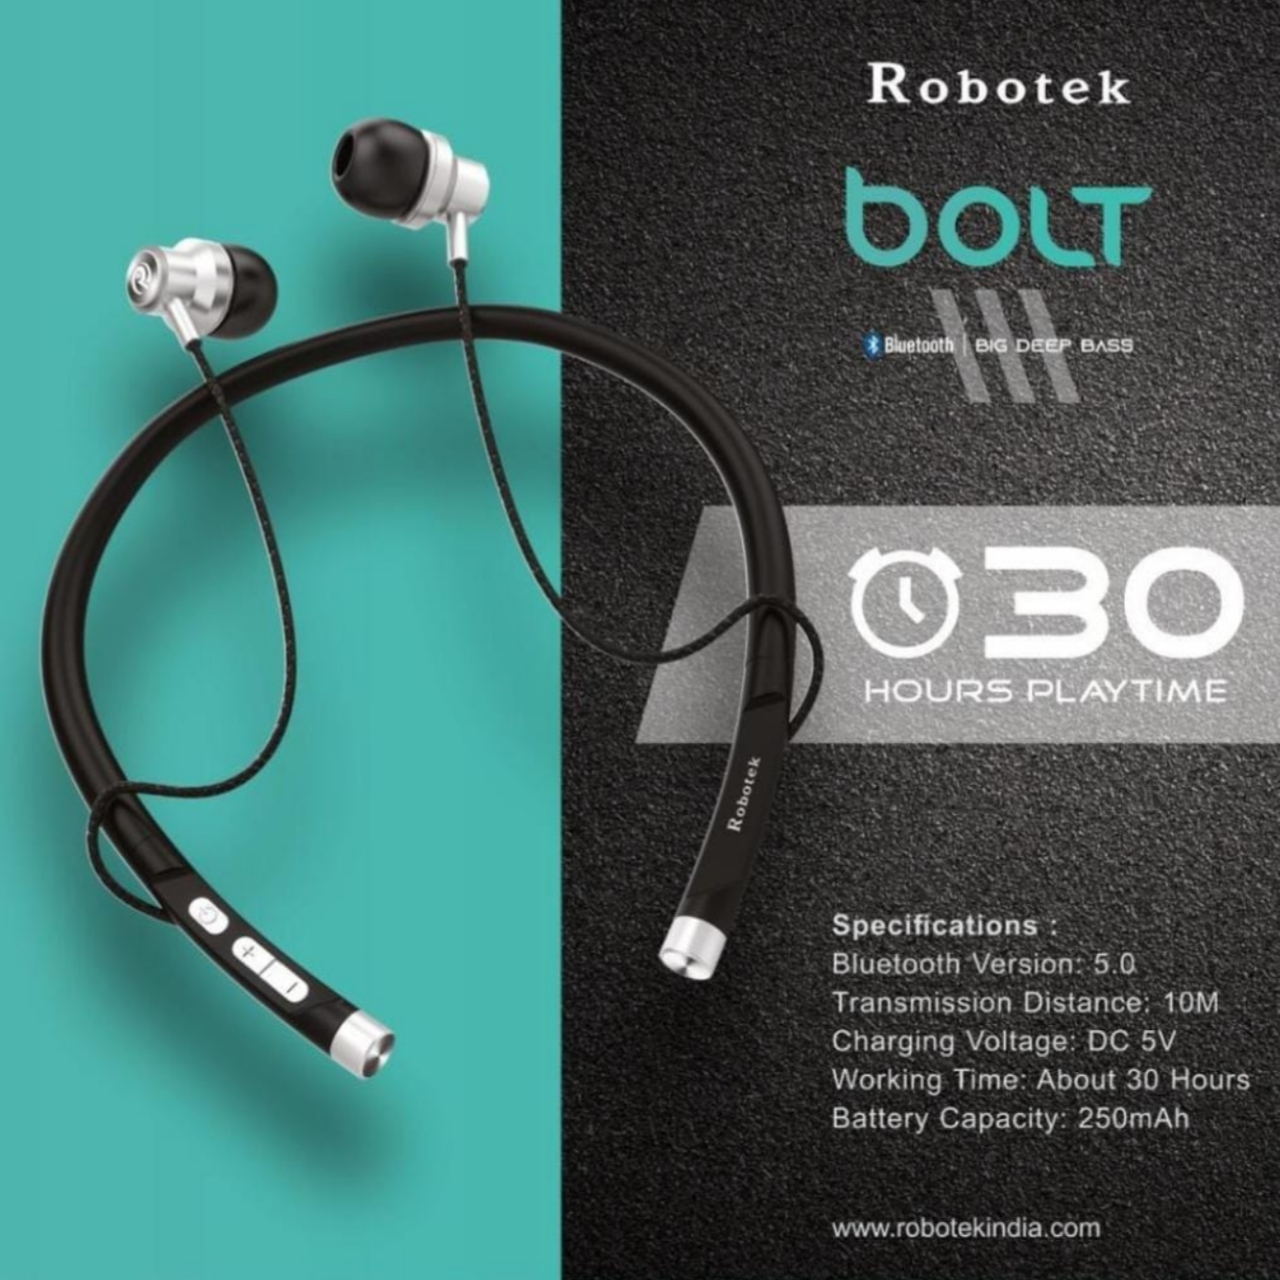 Robotek
bOLT
Bluetooth | BIG DEEP BASS
30
HOURS PLAYTIME
Robotek
Specifications :
Bluetooth Version: 5.0
Transmission Distance: 10M
Charging Voltage: DC 5V
Working Time: About 30 Hours
Battery Capacity: 250mAh
www.robotekindia.com